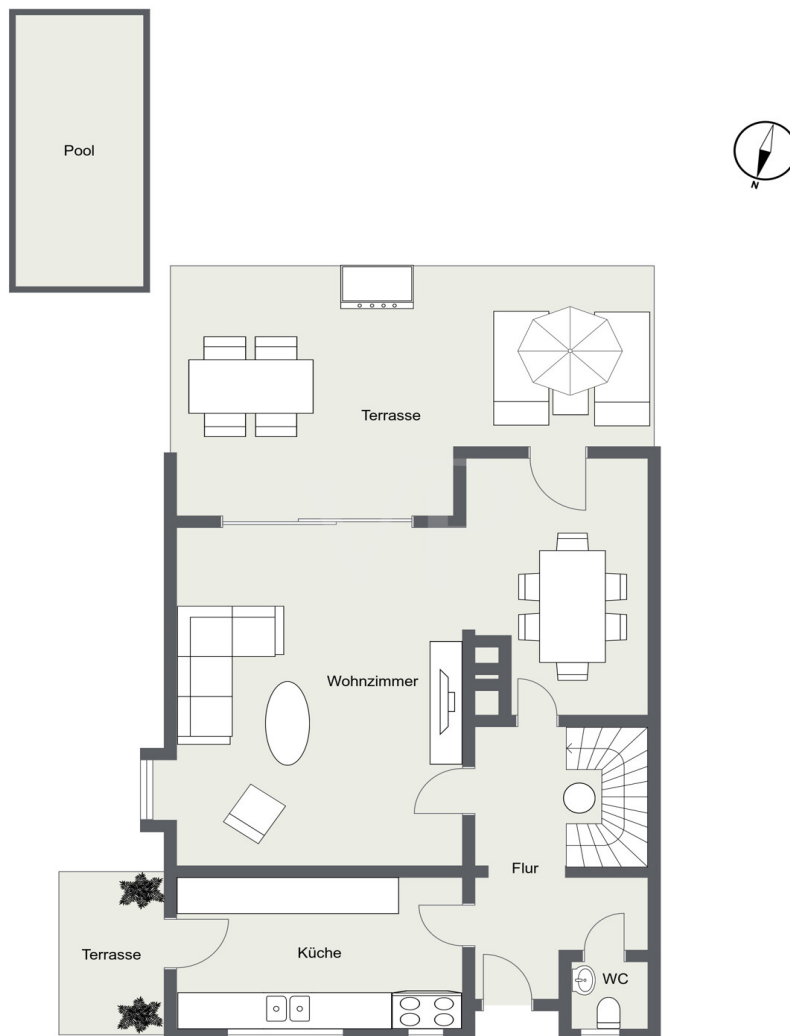 Pool
N
Terrasse
Wohnzimmer
Flur
Terrasse
Küche
WC